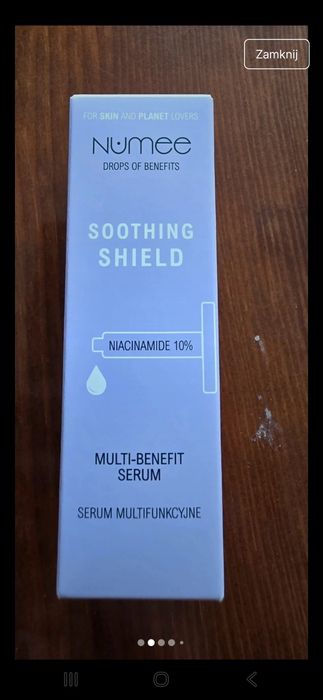 Zamknij
FOR SKIN AND PLANET LOVERS
NUMEE
DROPS OF BENEFITS
SOOTHING
SHIELD
NIACINAMIDE 10%
MULTI-BENEFIT
SERUM
SERUM MULTIFUNKCYJNE